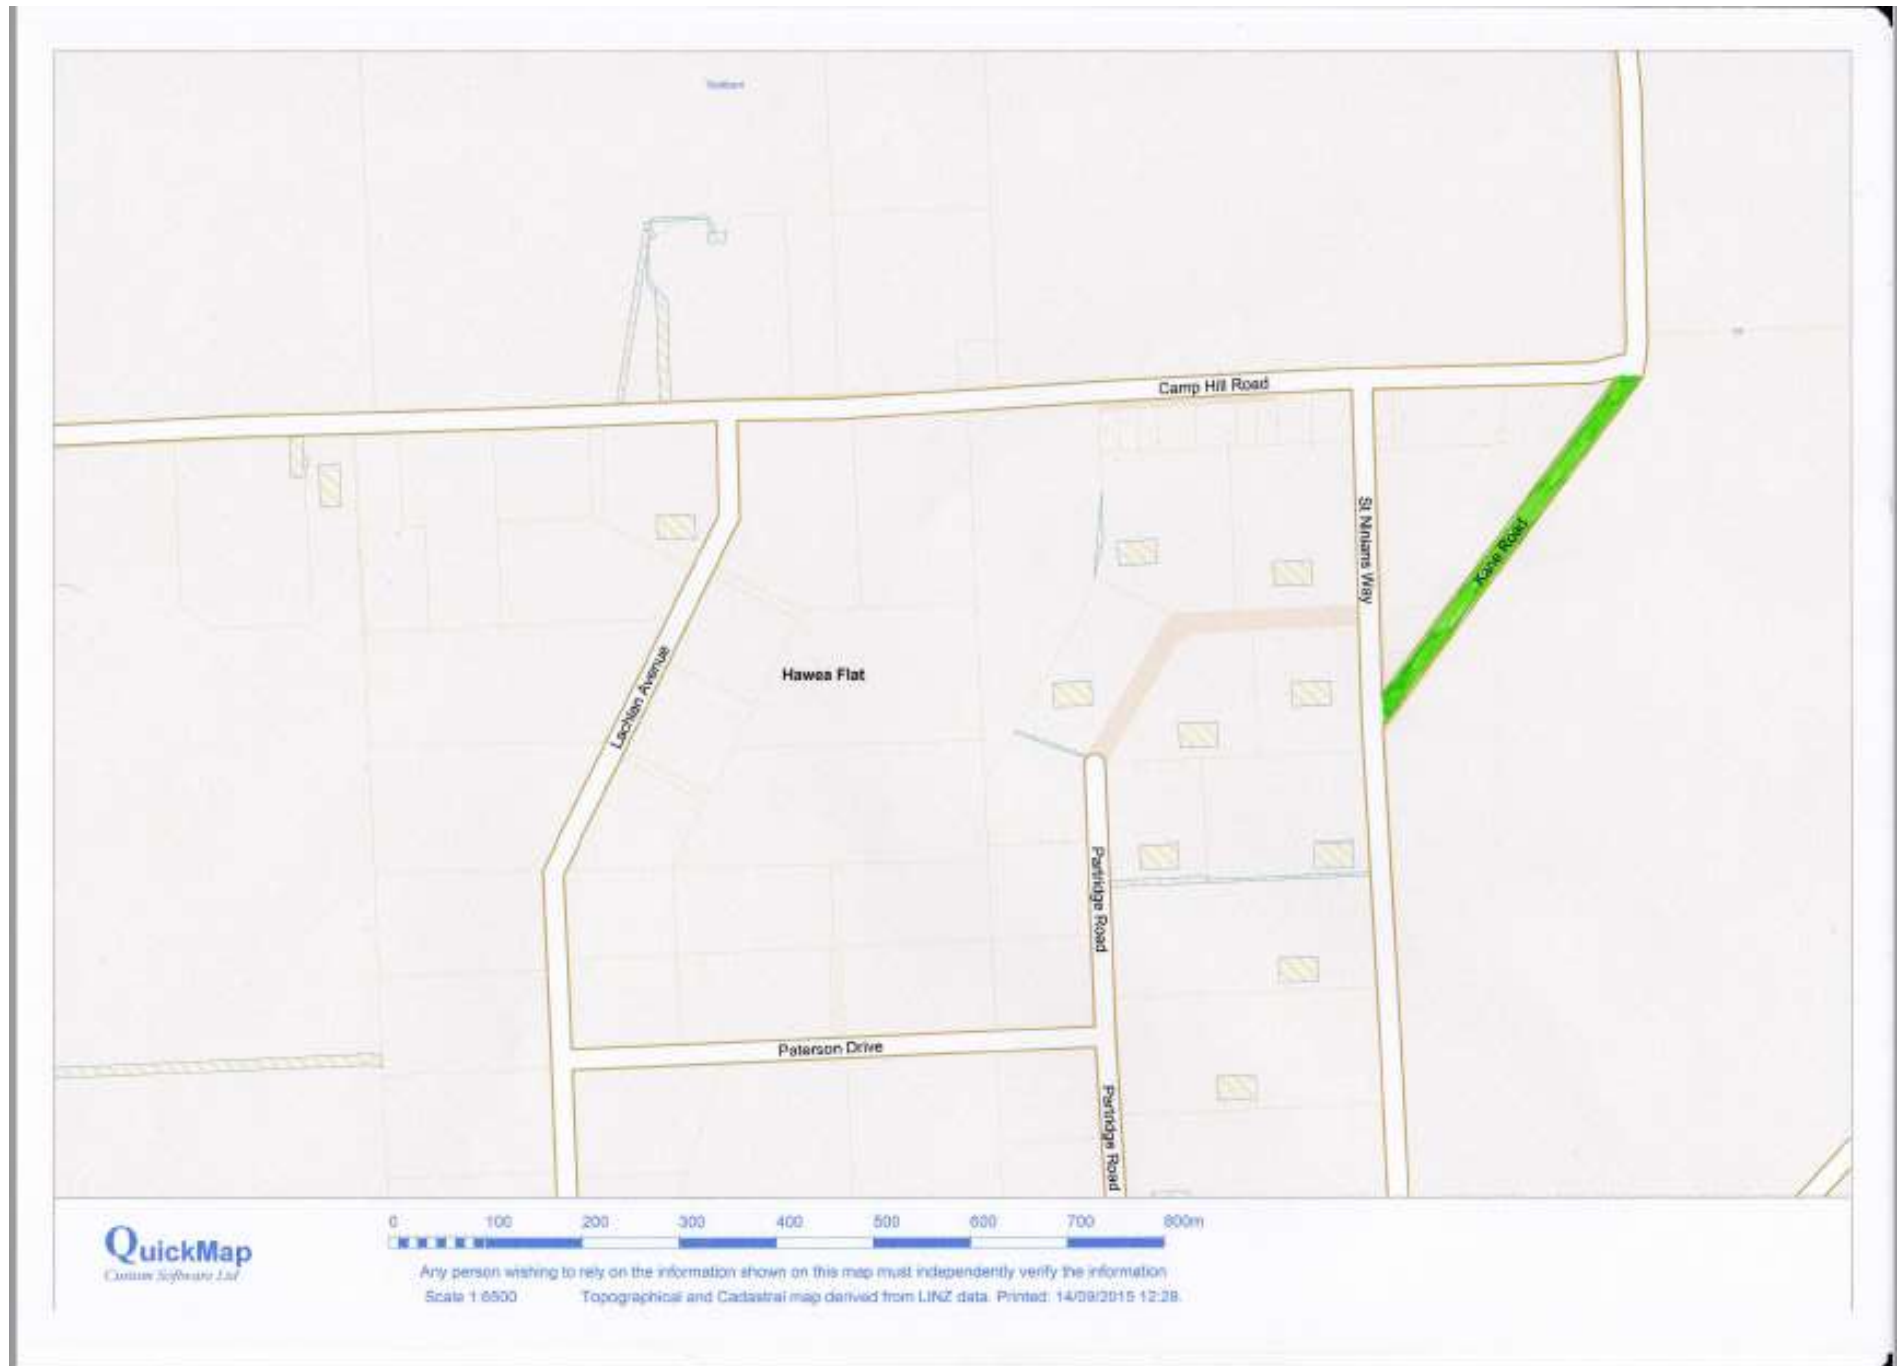 Camp Hill Road
St Ninians Way
Kane Road
Hawea Flat
Lachlan Avenue
Partridge Road
Paterson Drive
Partridge Road
QuickMap
Custom Software Ltd
0 100 200 300 400 500 600 700 800m
Any person wishing to rely on the information shown on this map must independently verify the information
Scale 1:6500 Topographical and Cadastral map derived from LINZ data. Printed: 14/09/2015 12:28.